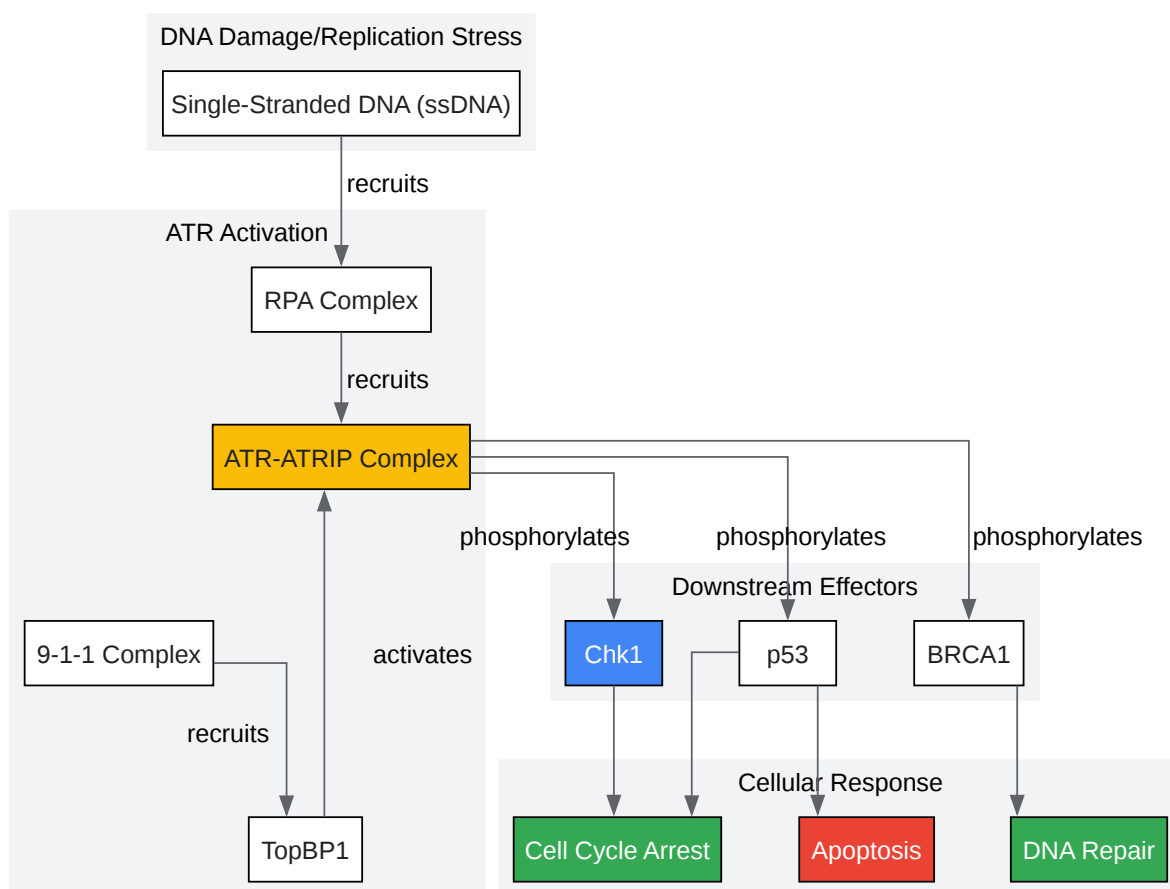 DNA Damage/Replication Stress
Single-Stranded DNA (ssDNA)
recruits
ATR Activation
RPA Complex
recruits
ATR-ATRIP Complex
phosphorylates
phosphorylates
phosphorylates
Downstream Effectors
9-1-1 Complex
activates
Chk1
p53
BRCA1
recruits
Cellular Response
TopBP1
Cell Cycle Arrest
Apoptosis
DNA Repair